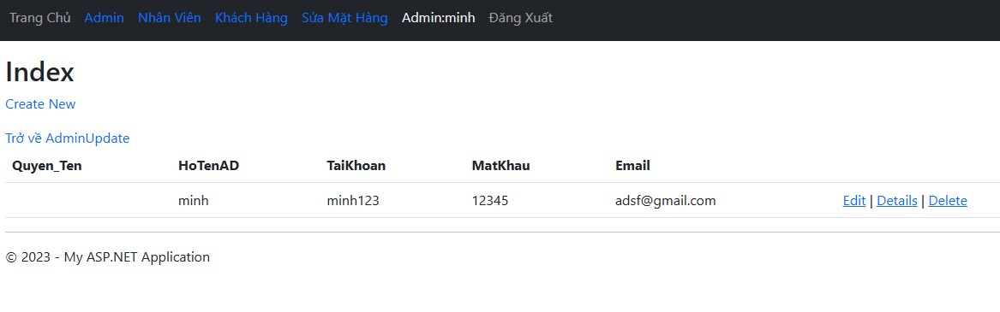 Trang Chủ Admin Nhân Viên Khách Hàng Sửa Mặt Hàng Admin:minh Đăng Xuất
Index
Create New
Trở về AdminUpdate
Quyen_Ten HoTenAD TaiKhoan MatKhau Email
minh minh123 12345 adsf@gmail.com Edit | Details | Delete
© 2023 - My ASP.NET Application